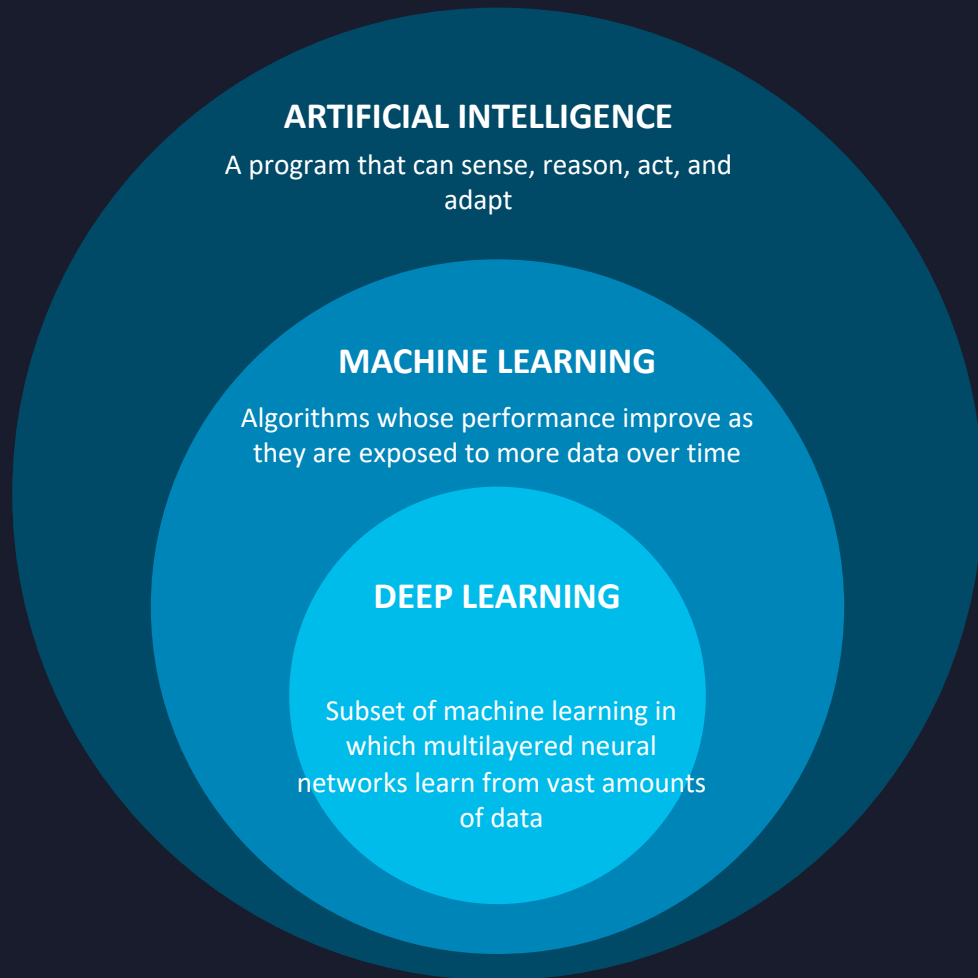 ARTIFICIAL INTELLIGENCE
A program that can sense, reason, act, and
adapt
MACHINE LEARNING
Algorithms whose performance improve as
they are exposed to more data over time
DEEP LEARNING
Subset of machine learning in
which multilayered neural
networks learn from vast amounts
of data